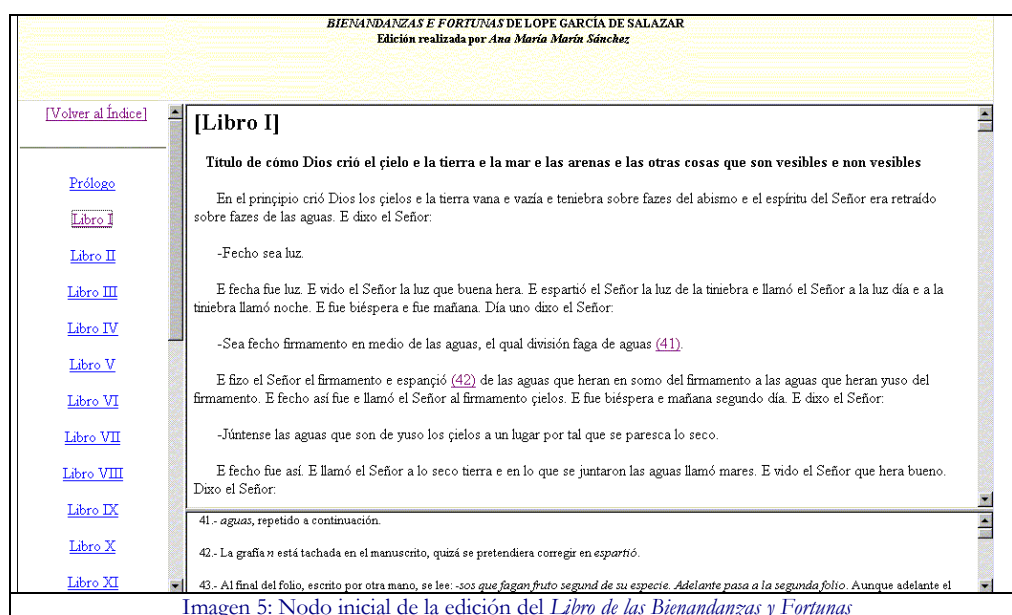 BIENANDANZAS E FORTUNAS DE LOPE GARCÍA DE SALAZAR
Edición realizada por Ana María Marín Sánchez
[Volver al Índice]
Prólogo
Libro I
Libro II
Libro III
Libro IV
Libro V
Libro VI
Libro VII
Libro VIII
Libro IX
Libro X
Libro XI
[Libro I]
Título de cómo Dios crió el çielo e la tierra e la mar e las arenas e las otras cosas que son vesibles e non vesibles
En el prinçipio crió Dios los çielos e la tierra vana e vazía e teniebra sobre fazes del abismo e el espíritu del Señor era retraído
sobre fazes de las aguas. E dixo el Señor:
-Fecho sea luz.
E fecha fue luz. E vido el Señor la luz que buena hera. E espartió el Señor la luz de la tiniebra e llamó el Señor a la luz día e a la
tiniebra llamó noche. E fue biéspera e fue mañana. Día uno dixo el Señor:
-Sea fecho firmamento en medio de las aguas, el qual división faga de aguas (41).
E fizo el Señor el firmamento e espançió (42) de las aguas que heran en somo del firmamento a las aguas que heran yuso del
firmamento. E fecho así fue e llamó el Señor al firmamento çielos. E fue biéspera e mañana segundo día. E dixo el Señor:
-Júntense las aguas que son de yuso los çielos a un lugar por tal que se paresca lo seco.
E fecho fue así. E llamó el Señor a lo seco tierra e en lo que se juntaron las aguas llamó mares. E vido el Señor que hera bueno.
Dixo el Señor:
41.- aguas, repetido a continuación.
42.- La grafía n está tachada en el manuscrito, quizá se pretendiera corregir en espartió.
43.- Al final del folio, escrito por otra mano, se lee: -sos que fagan fruto segund de su especie. Adelante pasa a la segunda folio. Aunque adelante el
Imagen 5: Nodo inicial de la edición del Libro de las Bienandanzas y Fortunas